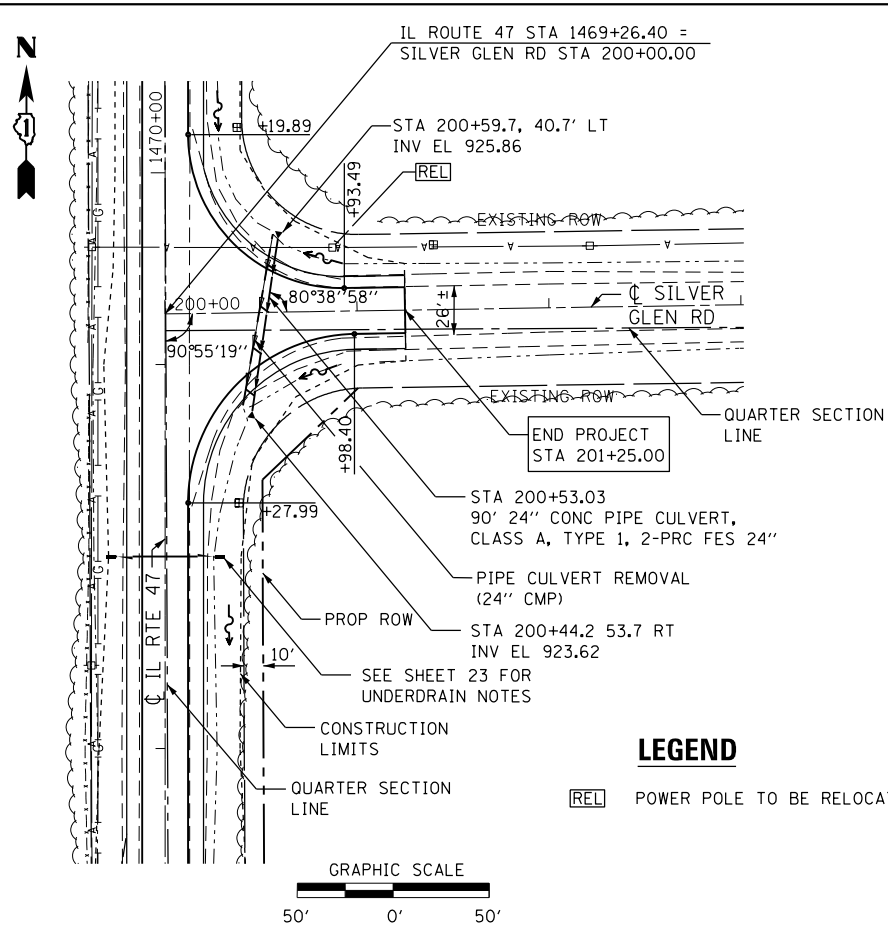 IL ROUTE 47 STA 1469+26.40 =
SILVER GLEN RD STA 200+00.00
N
1
1470+00
+19.89
STA 200+59.7, 40.7' LT
INV EL 925.86
REL
+93.49
EXISTING ROW
200+00
80°38''58''
26' ±
℄ SILVER
GLEN RD
90°55'19''
EXISTING ROW
QUARTER SECTION
LINE
END PROJECT
STA 201+25.00
+98.40
STA 200+53.03
90' 24'' CONC PIPE CULVERT,
CLASS A, TYPE 1, 2-PRC FES 24''
+27.99
PIPE CULVERT REMOVAL
(24'' CMP)
℄ IL RTE 47
PROP ROW
STA 200+44.2 53.7 RT
INV EL 923.62
10'
SEE SHEET 23 FOR
UNDERDRAIN NOTES
CONSTRUCTION
LIMITS
QUARTER SECTION
LINE
LEGEND
REL POWER POLE TO BE RELOCAT
GRAPHIC SCALE
50' 0' 50'